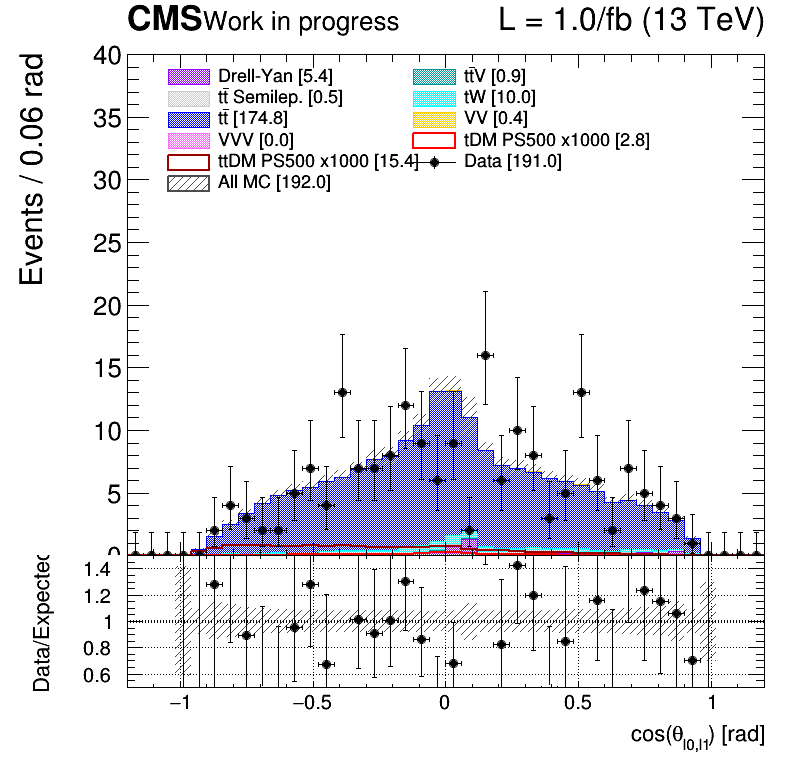 CMS Work in progress L = 1.0/fb (13 TeV)
Events / 0.06 rad
40
35
30
25
20
15
10
5
0
Drell-Yan [5.4] tt̄V [0.9]
tt̄ Semilep. [0.5] tW [10.0]
tt̄ [174.8] VV [0.4]
VVV [0.0] tDM PS500 x1000 [2.8]
ttDM PS500 x1000 [15.4] Data [191.0]
All MC [192.0]
Data/Expected
1.4
1.2
1
0.8
0.6
−1 −0.5 0 0.5 1
cos(θl0,l1) [rad]